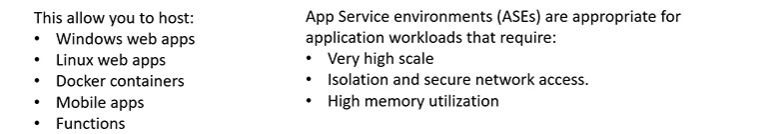 This allow you to host:
• Windows web apps
• Linux web apps
• Docker containers
• Mobile apps
• Functions
App Service environments (ASEs) are appropriate for
application workloads that require:
• Very high scale
• Isolation and secure network access.
• High memory utilization